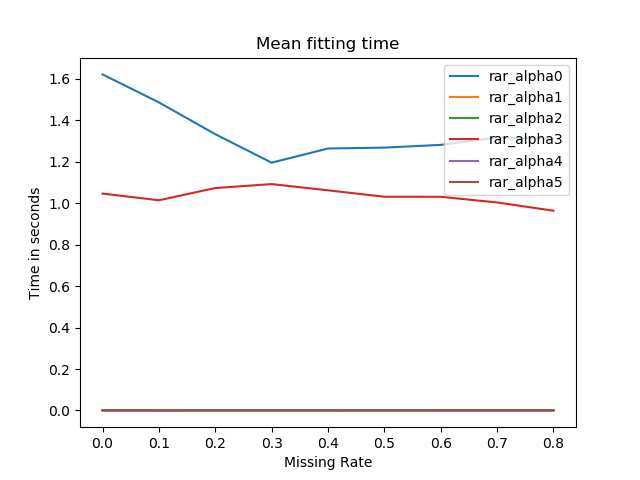 Mean fitting time
rar_alpha0
rar_alpha1
rar_alpha2
rar_alpha3
rar_alpha4
rar_alpha5
1.6
1.4
1.2
1.0
0.8
0.6
0.4
0.2
0.0
Time in seconds
0.0 0.1 0.2 0.3 0.4 0.5 0.6 0.7 0.8
Missing Rate